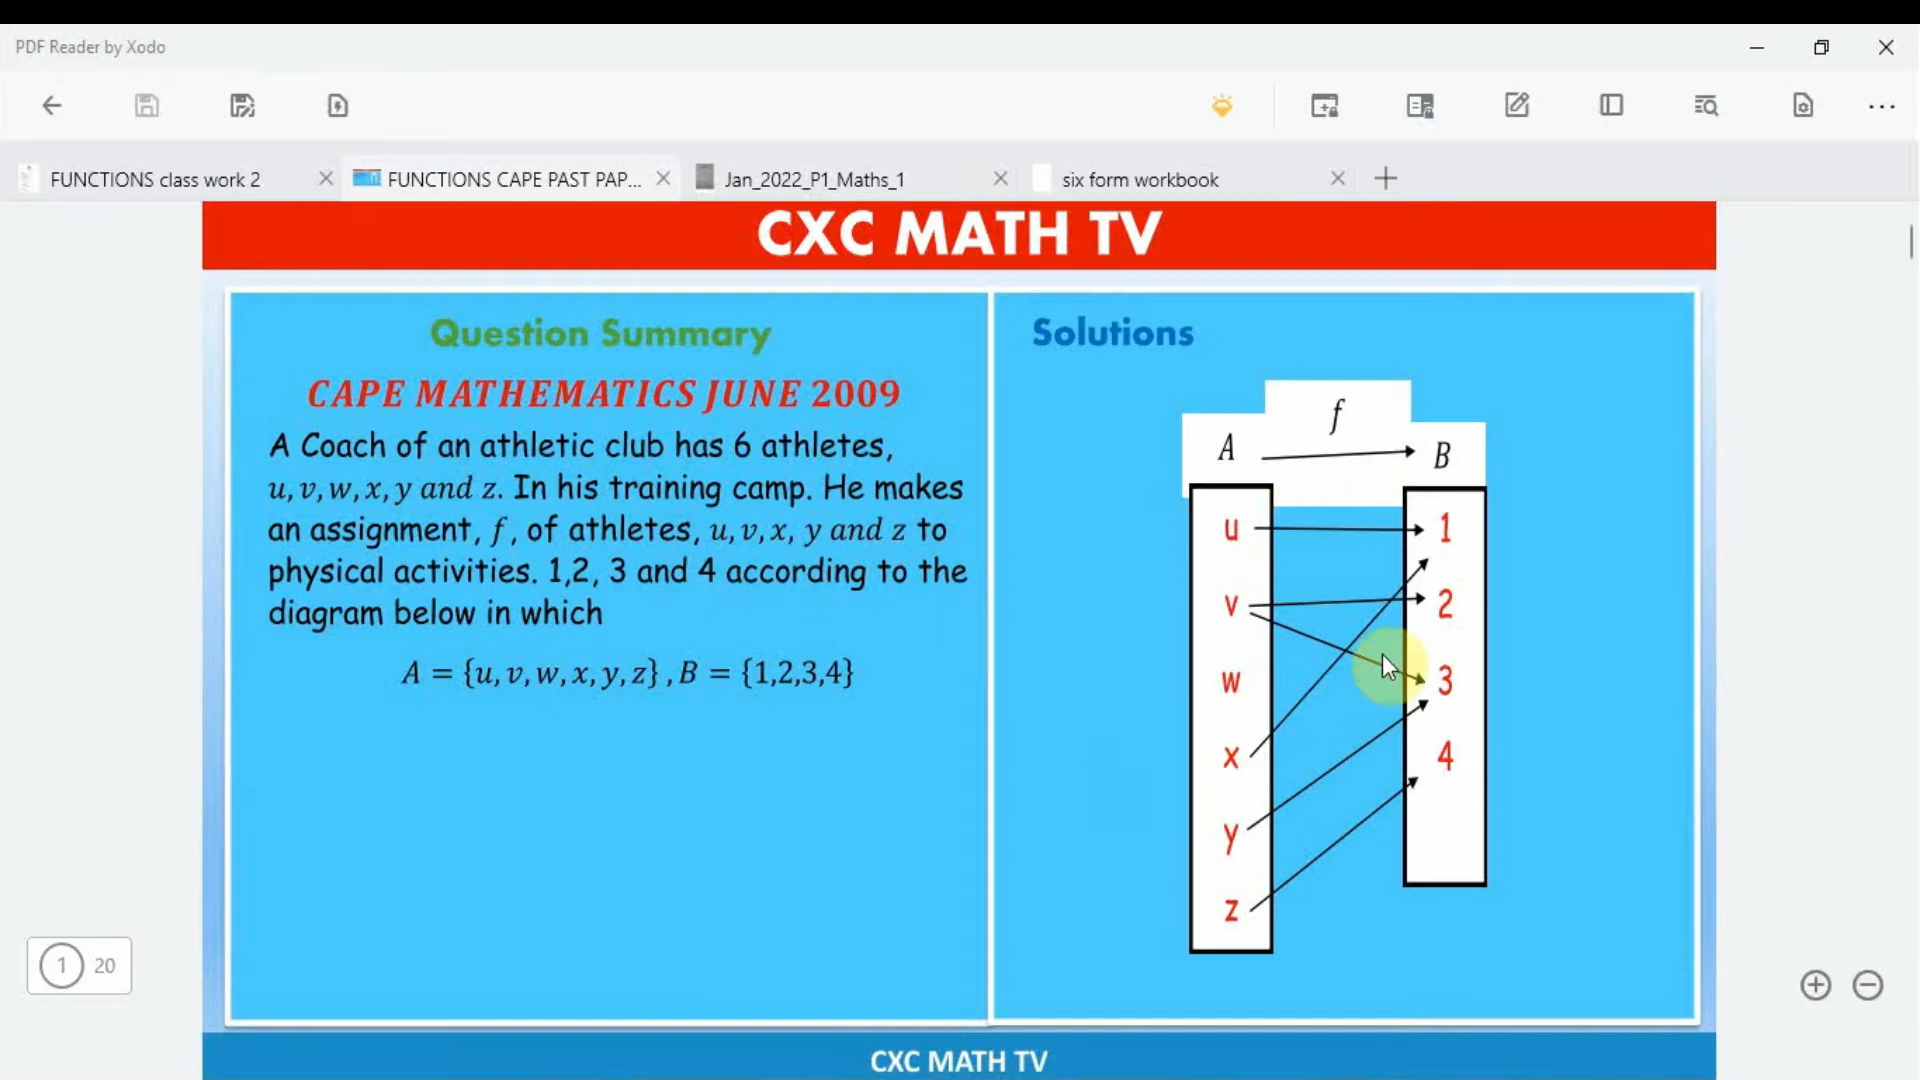 PDF Reader by Xodo
FUNCTIONS class work 2
FUNCTIONS CAPE PAST PAP...
Jan_2022_P1_Maths_1
six form workbook
CXC MATH TV
Question Summary
CAPE MATHEMATICS JUNE 2009
A Coach of an athletic club has 6 athletes,
u, v, w, x, y and z. In his training camp. He makes
an assignment, f, of athletes, u, v, x, y and z to
physical activities. 1,2, 3 and 4 according to the
diagram below in which
A = {u, v, w, x, y, z} , B = {1,2,3,4}
Solutions
f
A B
u 1
v 2
w 3
x 4
y
z
1 20
CXC MATH TV